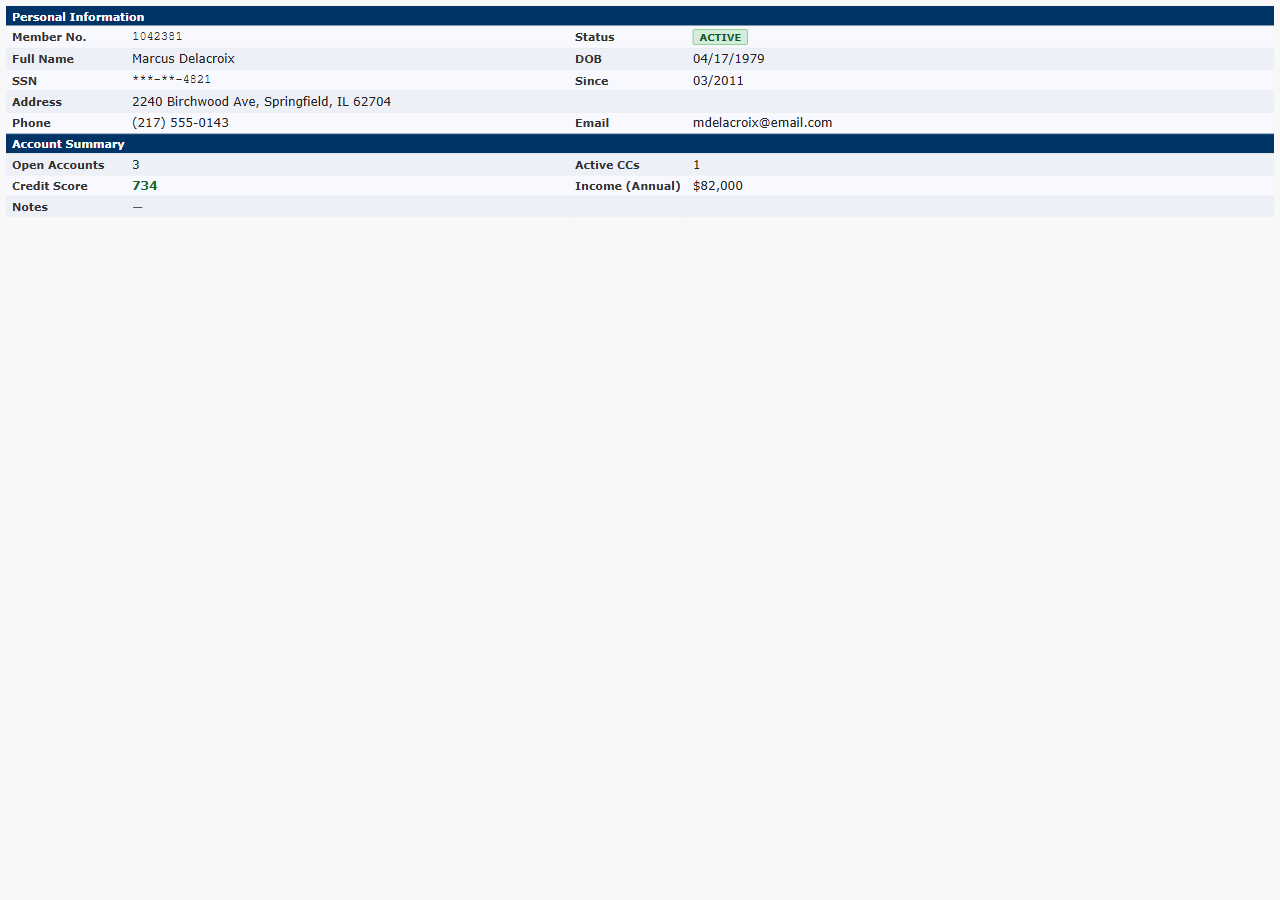 Personal Information
Member No. 1042381 Status ACTIVE
Full Name Marcus Delacroix DOB 04/17/1979
SSN ***-**-4821 Since 03/2011
Address 2240 Birchwood Ave, Springfield, IL 62704
Phone (217) 555-0143 Email mdelacroix@email.com
Account Summary
Open Accounts 3 Active CCs 1
Credit Score 734 Income (Annual) $82,000
Notes —